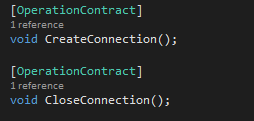 [OperationContract]
1 reference
void CreateConnection();
[OperationContract]
1 reference
void CloseConnection();